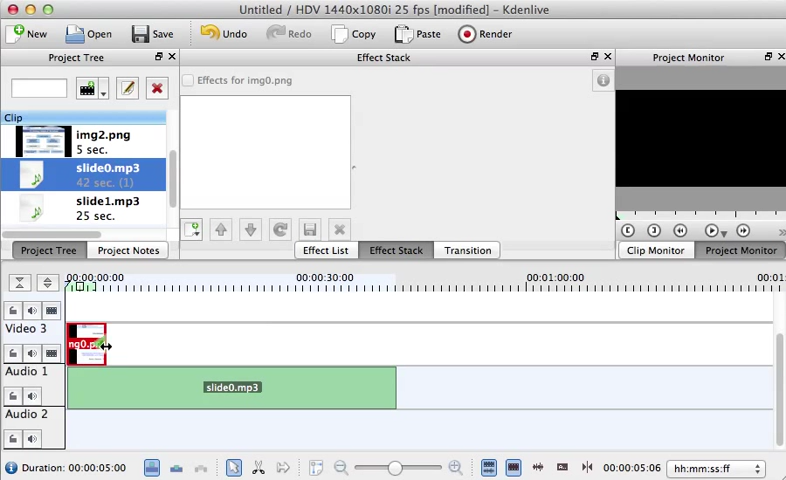 Untitled / HDV 1440x1080i 25 fps [modified] - Kdenlive
New Open Save Undo Redo Copy Paste Render
Project Tree
Effect Stack
Project Monitor
Effects for img0.png
Clip
img2.png
5 sec.
slide0.mp3
42 sec. (1)
slide1.mp3
25 sec.
Project Tree Project Notes
Effect List Effect Stack Transition
Clip Monitor Project Monitor
00:00:00:00 00:00:30:00 00:01:00:00 00:01:
Video 3
Audio 1
slide0.mp3
Audio 2
Duration: 00:00:05:00
00:00:05:06
hh:mm:ss:ff